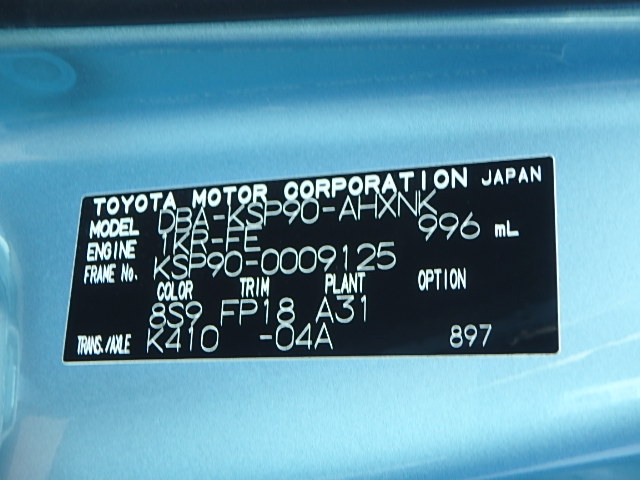 TOYOTA MOTOR CORPORATION JAPAN
MODEL DBA-KSP90-AHXNK
ENGINE 1KR-FE 996 mL
FRAME No. KSP90-0009125
COLOR TRIM PLANT OPTION
8S9 FP18 A31
TRANS./AXLE K410 -04A 897